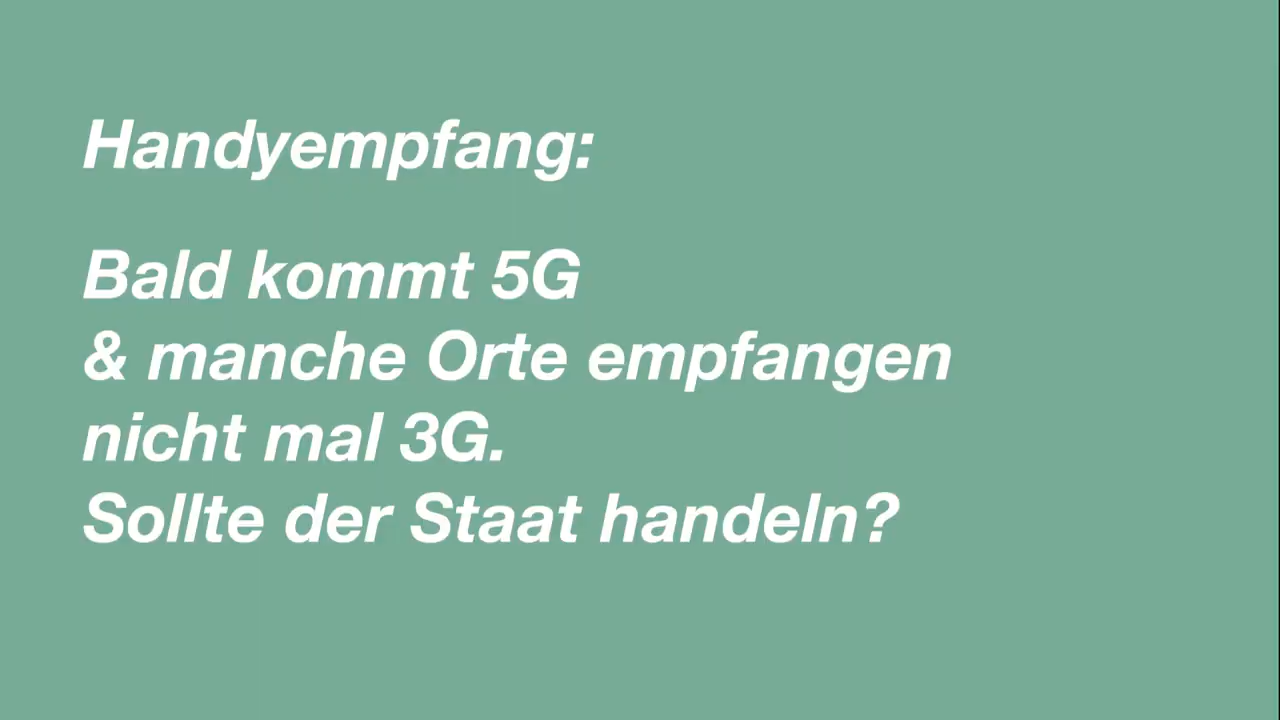 Handyempfang:
Bald kommt 5G
& manche Orte empfangen
nicht mal 3G.
Sollte der Staat handeln?